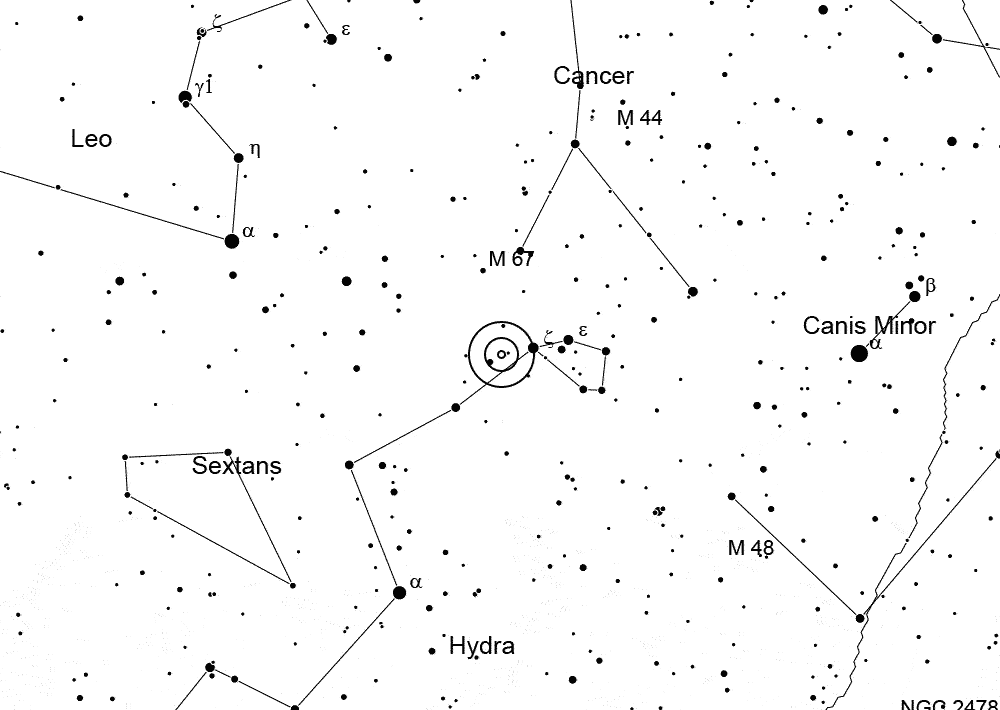 ζ
ε
γ1
Cancer
M 44
Leo
η
α
M 67
β
Canis Minor
α
ζ
ε
Sextans
M 48
α
Hydra
NGC 2478